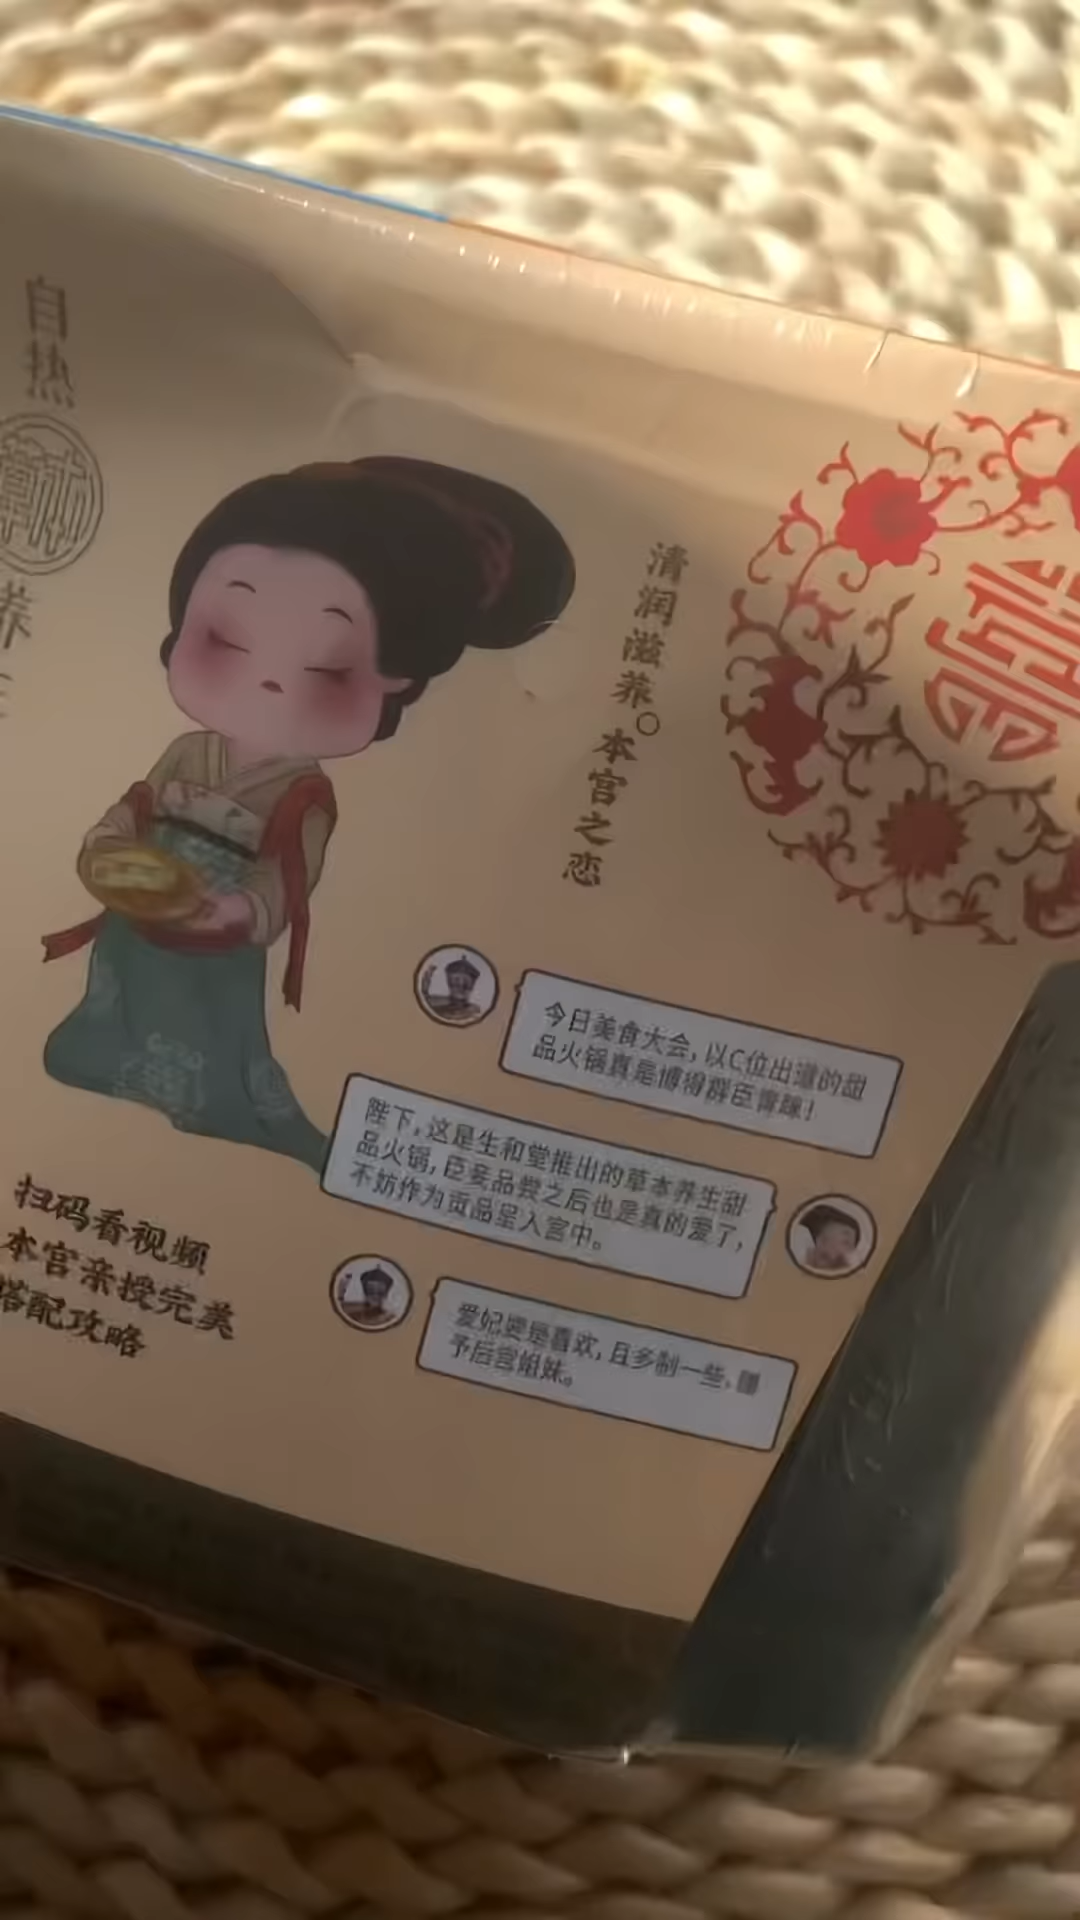 自热
草本
养
清润滋养。
本宫之恋
今日美食大会,以C位出道的甜
品火锅真是博得群臣青睐!
陛下,这是生和堂推出的草本养生甜
品火锅,臣妾品尝之后也是真的爱了,
不妨作为贡品呈入宫中。
爱妃要是喜欢,且多制一些,赠
予后宫姐妹。
扫码看视频
本宫亲授完美
搭配攻略